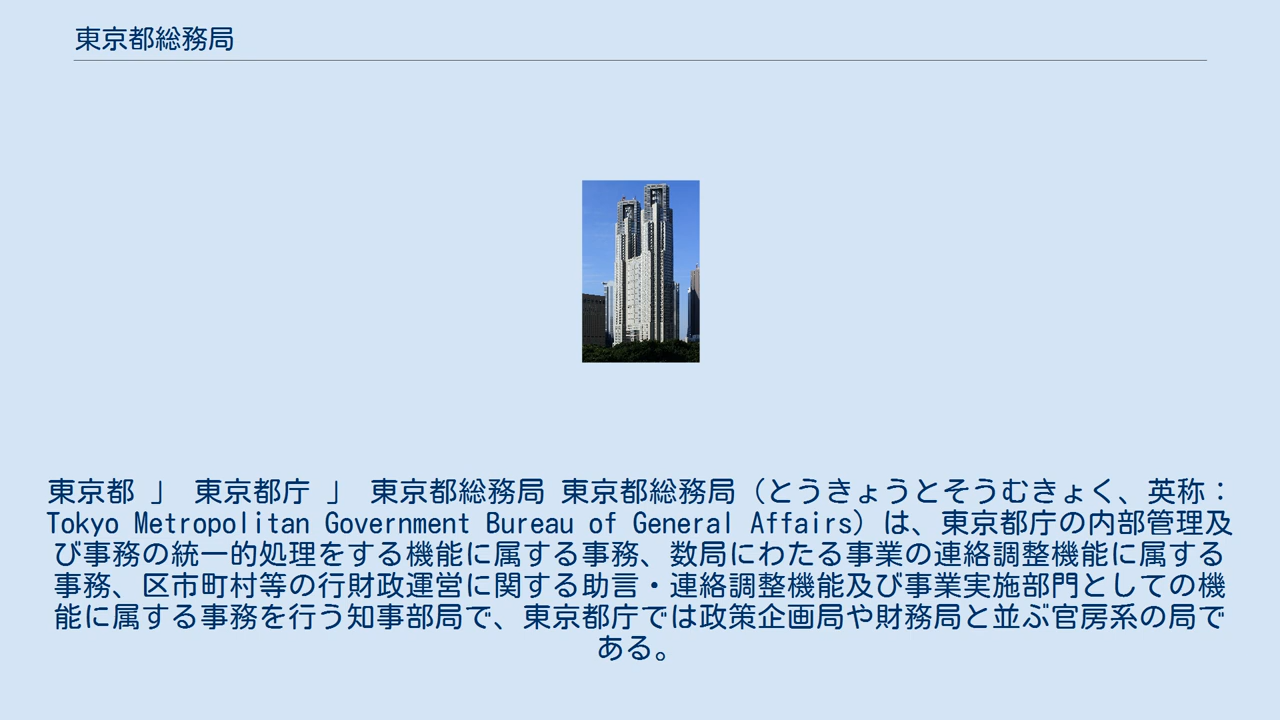 東京都総務局
東京都 」 東京都庁 」 東京都総務局 東京都総務局（とうきょうとそうむきょく、英称：
Tokyo Metropolitan Government Bureau of General Affairs）は、東京都庁の内部管理及
び事務の統一的処理をする機能に属する事務、数局にわたる事業の連絡調整機能に属する
事務、区市町村等の行財政運営に関する助言・連絡調整機能及び事業実施部門としての機
能に属する事務を行う知事部局で、東京都庁では政策企画局や財務局と並ぶ官房系の局で
ある。